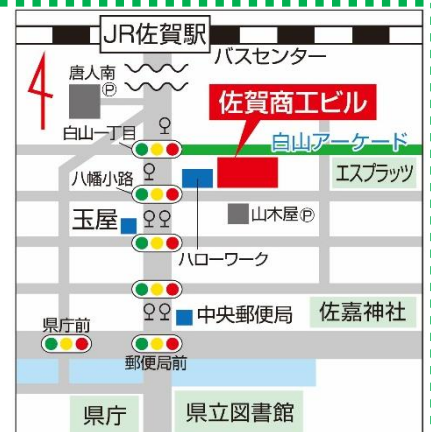 JR佐賀駅
バスセンター
唐人南
Ⓟ
佐賀商工ビル
白山一丁目
白山アーケード
八幡小路
エスプラッツ
玉屋
山木屋Ⓟ
ハローワーク
中央郵便局
佐嘉神社
県庁前
郵便局前
県庁
県立図書館